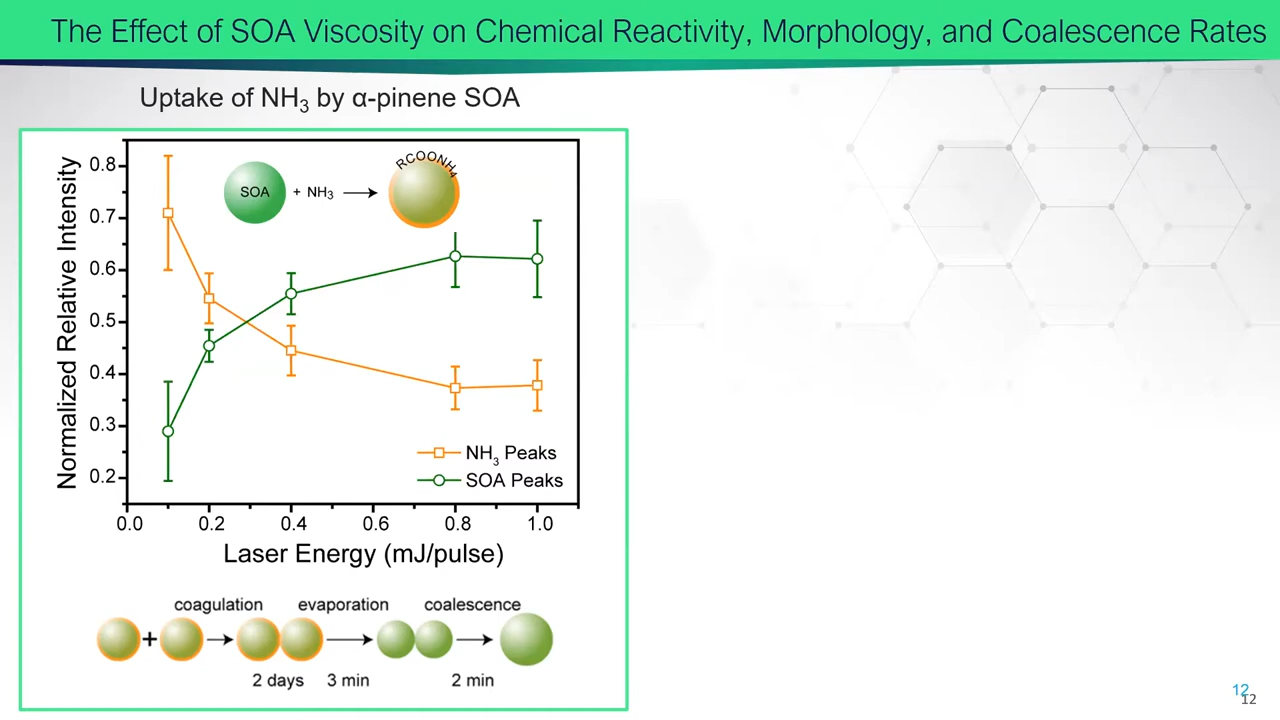 The Effect of SOA Viscosity on Chemical Reactivity, Morphology, and Coalescence Rates
Uptake of NH₃ by α-pinene SOA
Normalized Relative Intensity
0.8
0.7
0.6
0.5
0.4
0.3
0.2
SOA + NH₃
RCOONH₄
NH₃ Peaks
SOA Peaks
0.0 0.2 0.4 0.6 0.8 1.0
Laser Energy (mJ/pulse)
coagulation evaporation coalescence
+
2 days 3 min 2 min
12
12